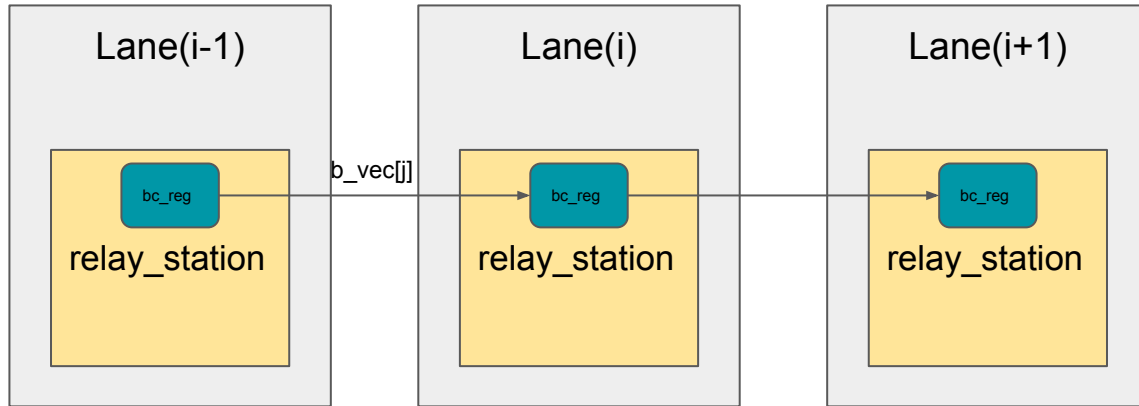 Lane(i-1)
Lane(i)
Lane(i+1)
b_vec[j]
bc_reg
bc_reg
bc_reg
relay_station
relay_station
relay_station